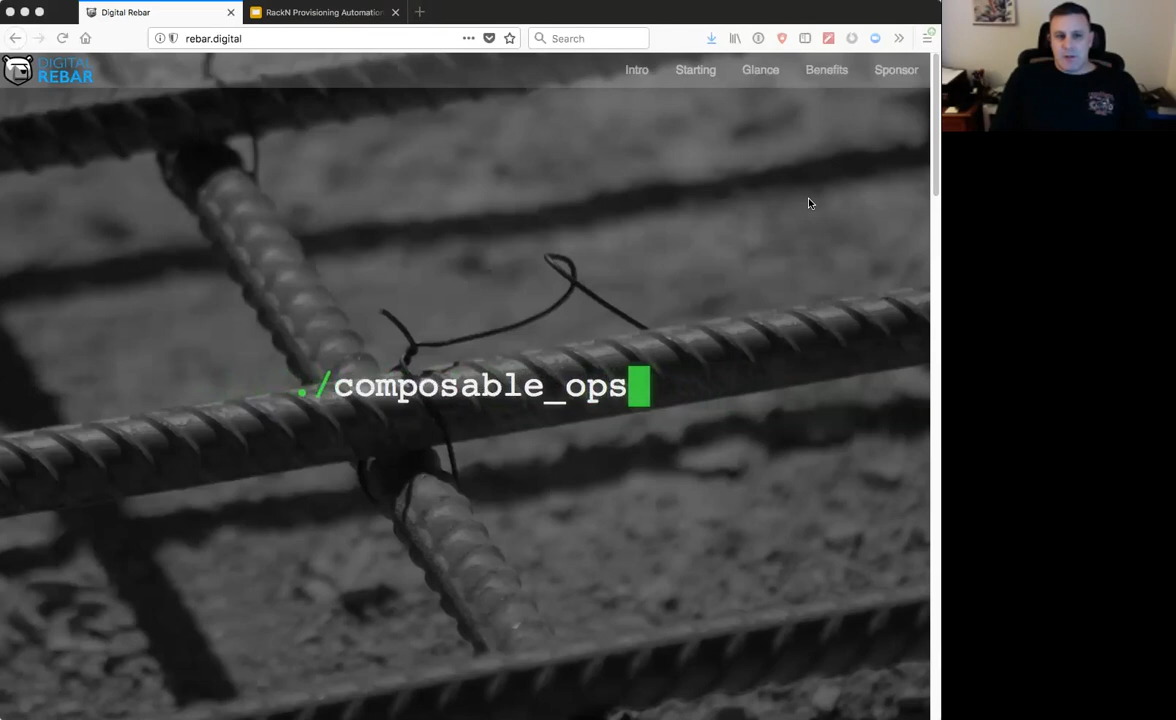 Digital Rebar
RackN Provisioning Automation
rebar.digital
Search
DIGITAL
REBAR
Intro
Starting
Glance
Benefits
Sponsor
./composable_ops